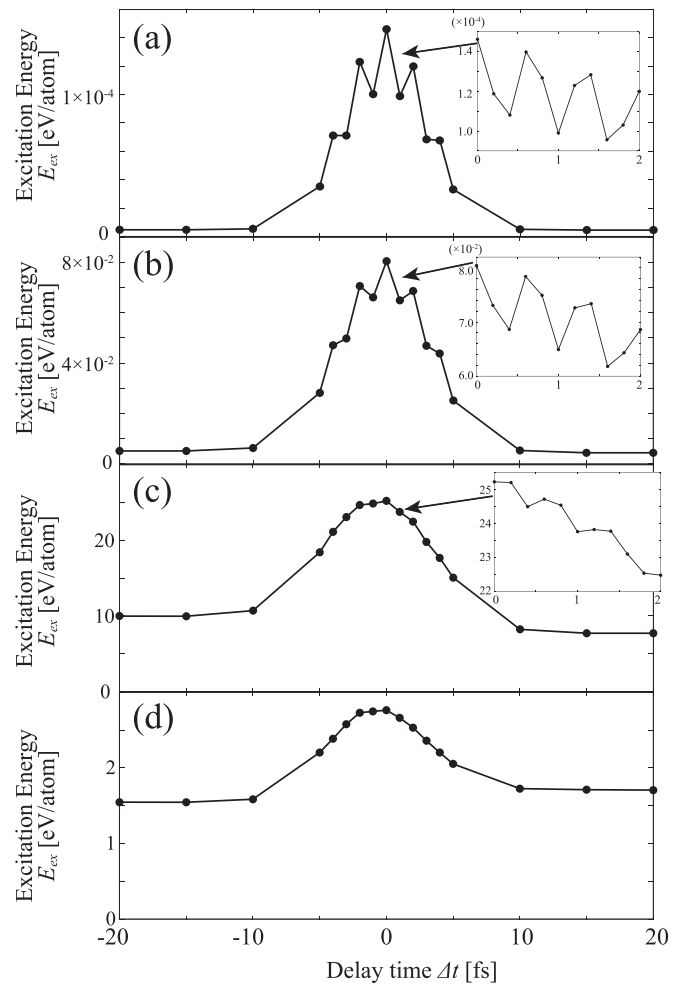 (a)
Excitation Energy
E_ex [eV/atom]
1×10⁻⁴
0
(×10⁻⁴)
1.4
1.2
1.0
0 1 2
(b)
Excitation Energy
E_ex [eV/atom]
8×10⁻²
4×10⁻²
0
(×10⁻²)
8.0
7.0
6.0
0 1 2
(c)
Excitation Energy
E_ex [eV/atom]
20
10
0
25
24
23
22
0 1 2
(d)
Excitation Energy
E_ex [eV/atom]
2
1
0
-20 -10 0 10 20
Delay time Δt [fs]